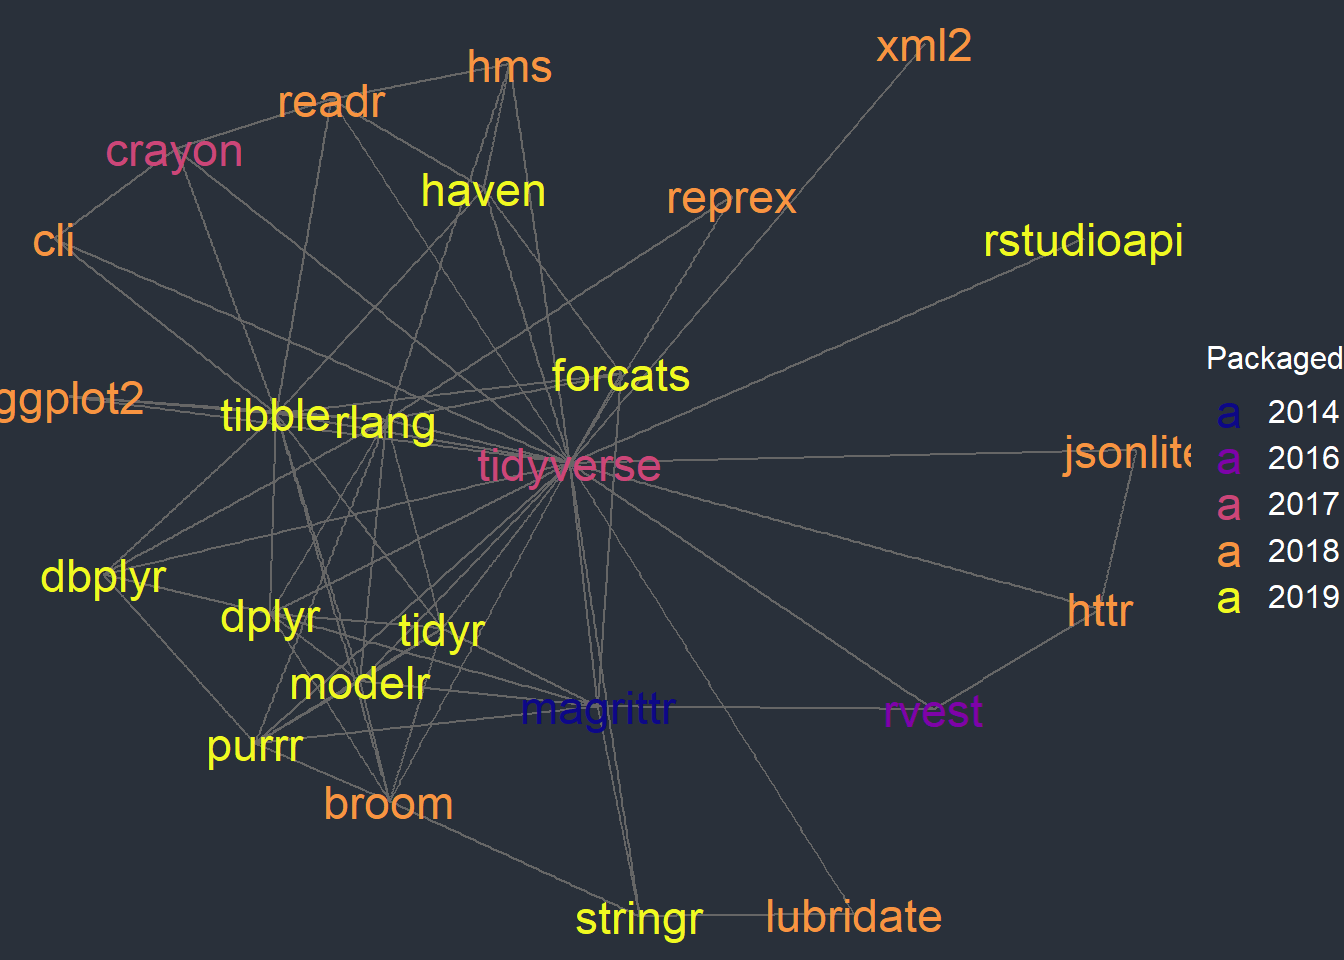 xml2
hms
readr
crayon
haven
reprex
cli
rstudioapi
forcats
ggplot2
tibble
rlang
tidyverse
jsonlite
dbplyr
dplyr
tidyr
httr
modelr
magrittr
rvest
purrr
broom
stringr
lubridate
Packaged
a 2014
a 2016
a 2017
a 2018
a 2019